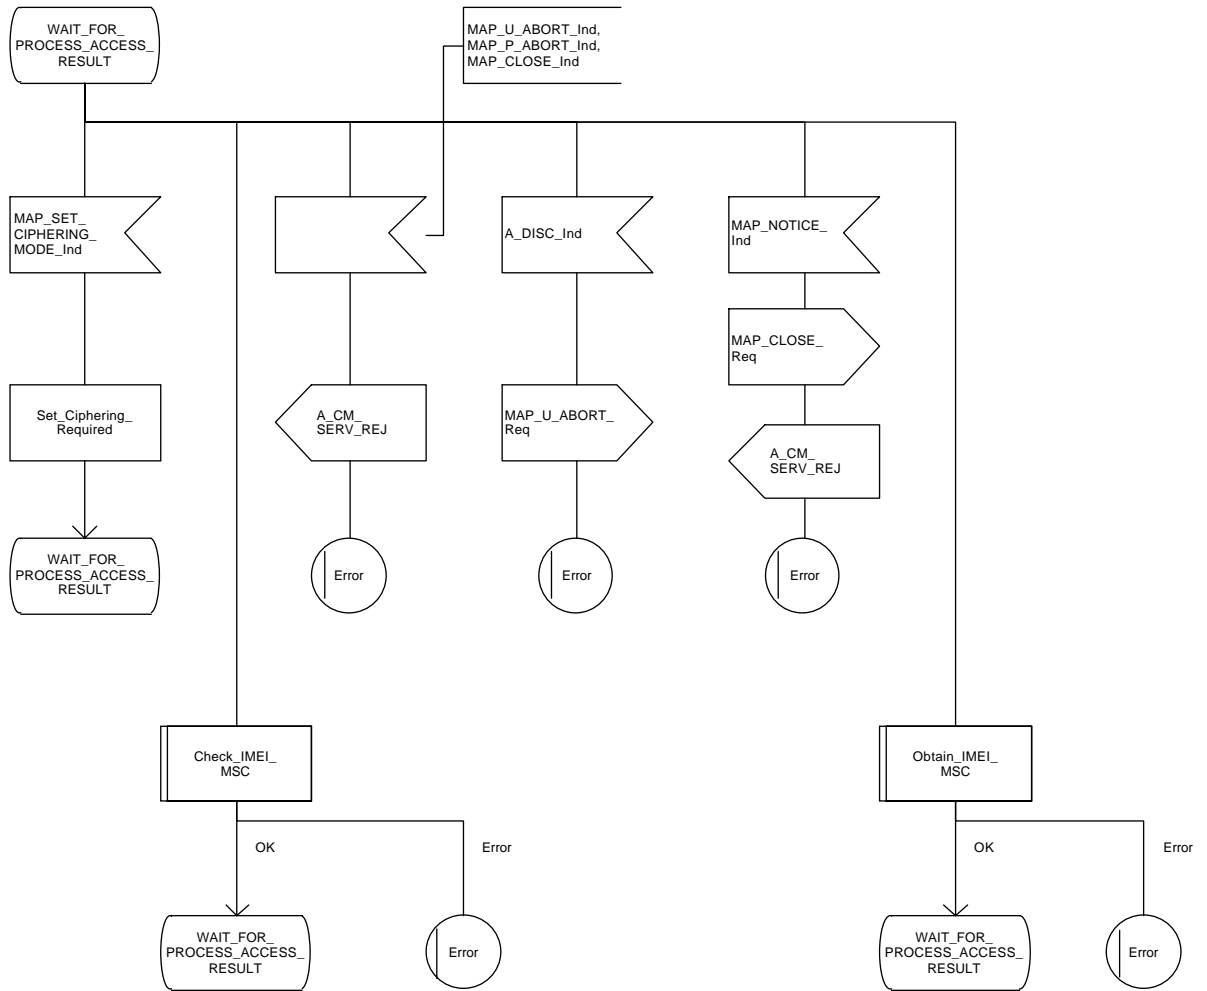 WAIT_FOR_
PROCESS_ACCESS_
RESULT
MAP_U_ABORT_Ind,
MAP_P_ABORT_Ind,
MAP_CLOSE_Ind
MAP_SET_
CIPHERING_
MODE_Ind
A_DISC_Ind
MAP_NOTICE_
Ind
MAP_CLOSE_
Req
Set_Ciphering_
Required
A_CM_
SERV_REJ
MAP_U_ABORT_
Req
A_CM_
SERV_REJ
WAIT_FOR_
PROCESS_ACCESS_
RESULT
Error
Error
Error
Check_IMEI_
MSC
Obtain_IMEI_
MSC
OK
Error
OK
Error
WAIT_FOR_
PROCESS_ACCESS_
RESULT
Error
WAIT_FOR_
PROCESS_ACCESS_
RESULT
Error